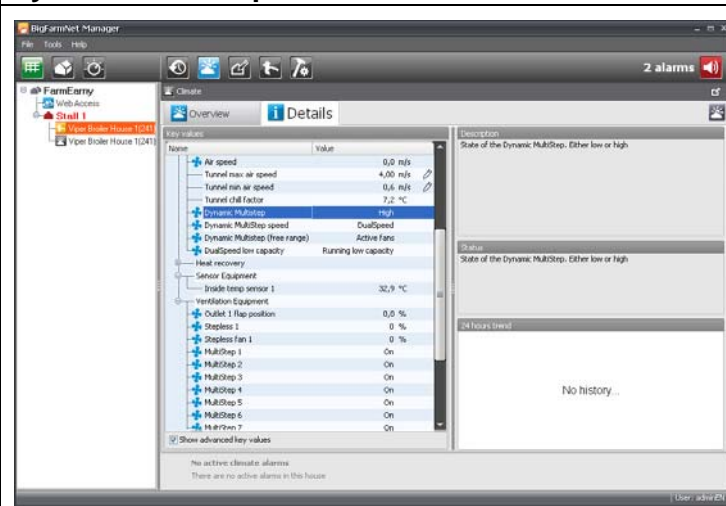 BigFarmNet Manager
File Tools Help
2 alarms
FarmEarny
Web Access
Stall 1
Viper Broiler House 1(241)
Viper Broiler House 1(241)
Climate
Overview
Details
Key values
Name Value
Air speed 0,0 m/s
Tunnel max air speed 4,00 m/s
Tunnel min air speed 0,6 m/s
Tunnel chill factor 7,2 °C
Dynamic Multistep High
Dynamic MultiStep speed DualSpeed
Dynamic Multistep (free range) Active fans
DualSpeed low capacity Running low capacity
Heat recovery
Sensor Equipment
Inside temp sensor 1 32,9 °C
Ventilation Equipment
Outlet 1 flap position 0,0 %
Stepless 1 0 %
Stepless fan 1 0 %
MultiStep 1 On
MultiStep 2 On
MultiStep 3 On
MultiStep 4 On
MultiStep 5 On
MultiStep 6 On
MultiStep 7 On
Show advanced key values
Description
State of the Dynamic MultiStep. Either low or high
Status
State of the Dynamic MultiStep. Either low or high
24 hours trend
No history...
No active climate alarms
There are no active alarms in this house
User: adminEN